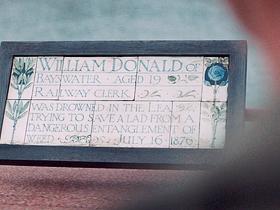 WILLIAM DONALD OF
BAYSWATER AGED 19
RAILWAY CLERK
WAS DROWNED IN THE LEA
TRYING TO SAVE A LAD FROM A
DANGEROUS ENTANGLEMENT OF
WEED JULY 16 · 1876